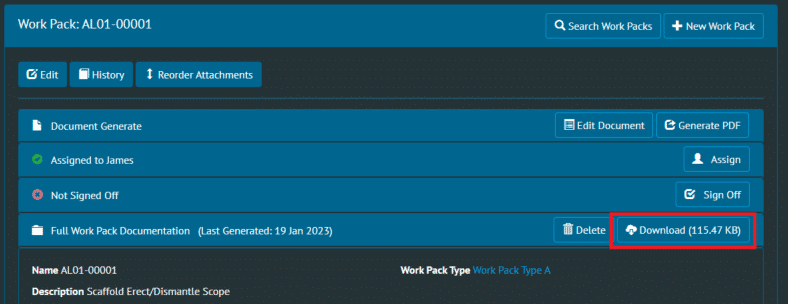 Work Pack: AL01-00001
Search Work Packs
New Work Pack
Edit
History
Reorder Attachments
Document Generate
Edit Document
Generate PDF
Assigned to James
Assign
Not Signed Off
Sign Off
Full Work Pack Documentation (Last Generated: 19 Jan 2023)
Delete
Download (115.47 KB)
Name AL01-00001
Work Pack Type Work Pack Type A
Description Scaffold Erect/Dismantle Scope